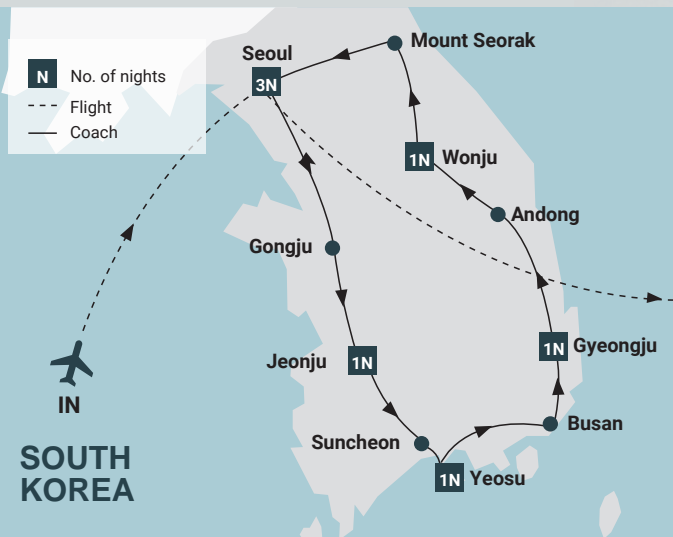 N No. of nights
Flight
Coach
Seoul
3N
Mount Seorak
1N Wonju
Andong
Gongju
Jeonju 1N
1N Gyeongju
Suncheon
Busan
1N Yeosu
IN
SOUTH
KOREA